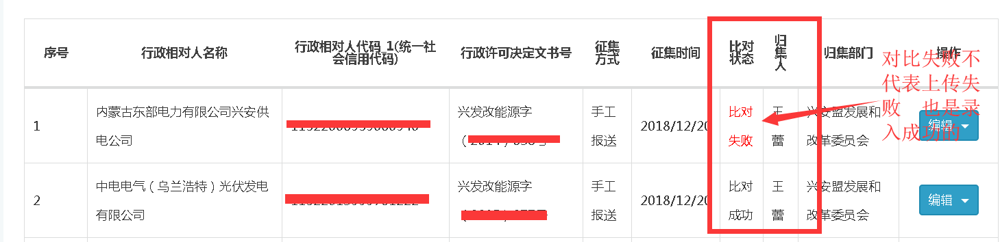 序号
行政相对人名称
行政相对人代码_1(统一社
会信用代码)
行政许可决定文书号
征集
方式
征集时间
比对
状态
归
集
人
归集部门
操作
对比失败不
代表上传失
败 也是录
入成功的
1
内蒙古东部电力有限公司兴安供
电公司
兴发改能源字
手工
报送
2018/12/20
比对
失败
王
蕾
兴安盟发展和
改革委员会
编辑
2
中电电气（乌兰浩特）光伏发电
有限公司
兴发改能源字
手工
报送
2018/12/20
比对
成功
王
蕾
兴安盟发展和
改革委员会
编辑